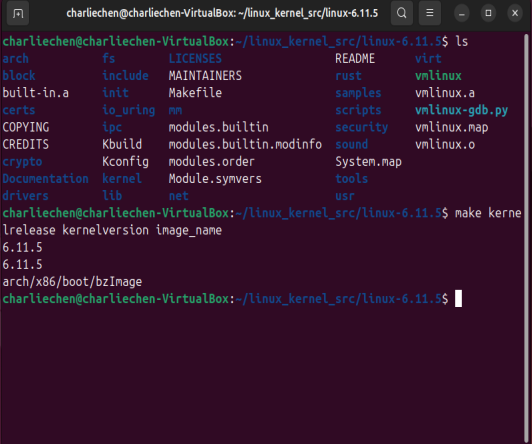 charliechen@charliechen-VirtualBox: ~/linux_kernel_src/linux-6.11.5
charliechen@charliechen-VirtualBox:~/linux_kernel_src/linux-6.11.5$ ls
arch fs LICENSES README virt
block include MAINTAINERS rust vmlinux
built-in.a init Makefile samples vmlinux.a
certs io_uring mm scripts vmlinux-gdb.py
COPYING ipc modules.builtin security vmlinux.map
CREDITS Kbuild modules.builtin.modinfo sound vmlinux.o
crypto Kconfig modules.order System.map
Documentation kernel Module.symvers tools
drivers lib net usr
charliechen@charliechen-VirtualBox:~/linux_kernel_src/linux-6.11.5$ make kerne
lrelease kernelversion image_name
6.11.5
6.11.5
arch/x86/boot/bzImage
charliechen@charliechen-VirtualBox:~/linux_kernel_src/linux-6.11.5$